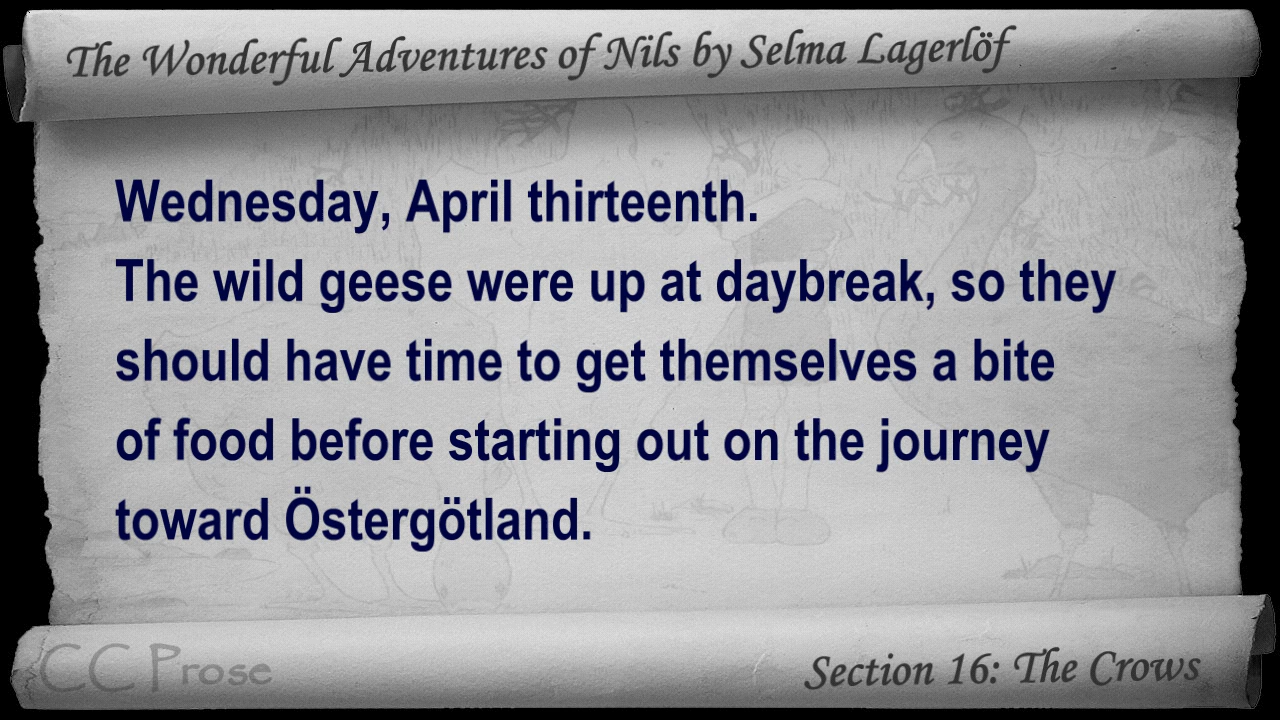 The Wonderful Adventures of Nils by Selma Lagerlöf
Wednesday, April thirteenth.
The wild geese were up at daybreak, so they
should have time to get themselves a bite
of food before starting out on the journey
toward Östergötland.
CC Prose
Section 16: The Crows